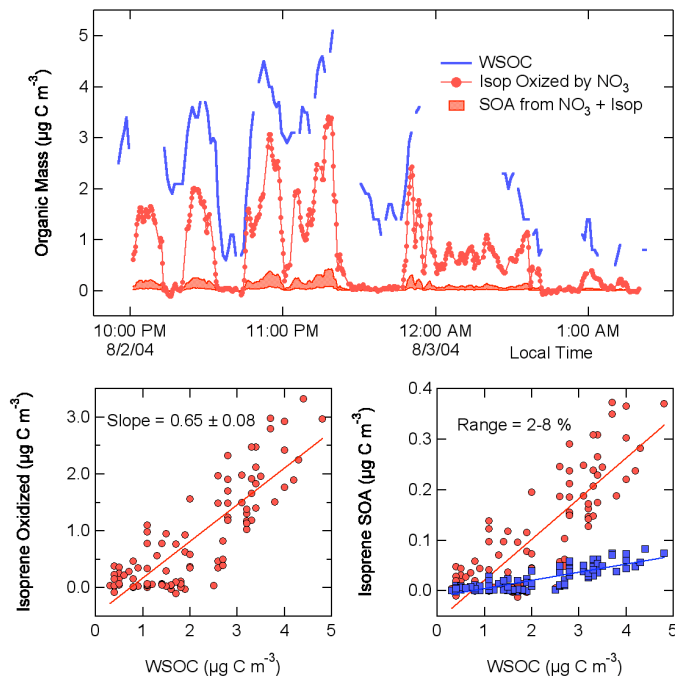 Organic Mass (µg C m-3)
5
4
3
2
1
0
WSOC
Isop Oxized by NO3
SOA from NO3 + Isop
10:00 PM
8/2/04
11:00 PM
12:00 AM
8/3/04
1:00 AM
Local Time
Isoprene Oxidized (µg C m-3)
3.0
2.0
1.0
0.0
Slope = 0.65 ± 0.08
0 1 2 3 4 5
WSOC (µg C m-3)
Isoprene SOA (µg C m-3)
0.4
0.3
0.2
0.1
0.0
Range = 2-8 %
0 1 2 3 4 5
WSOC (µg C m-3)